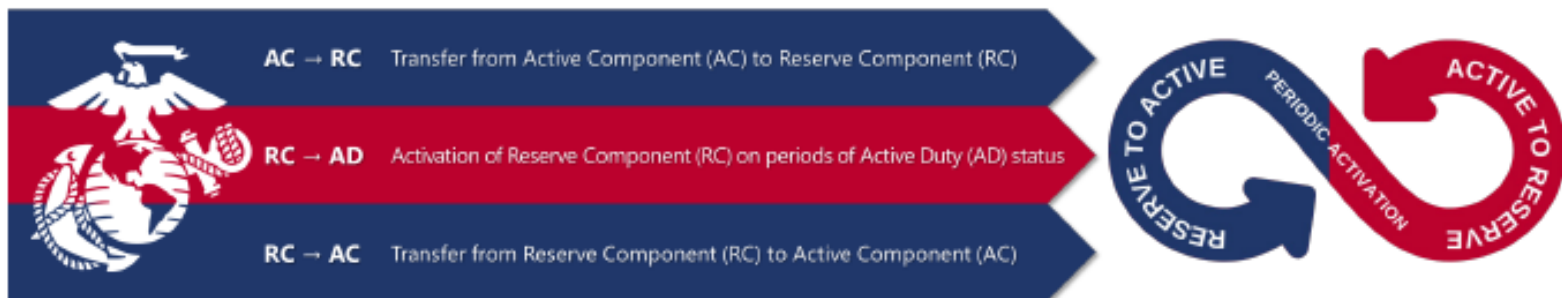 AC → RC Transfer from Active Component (AC) to Reserve Component (RC)
RC → AD Activation of Reserve Component (RC) on periods of Active Duty (AD) status
RC → AC Transfer from Reserve Component (RC) to Active Component (AC)
RESERVE TO ACTIVE
PERIODIC ACTIVATION
ACTIVE TO RESERVE